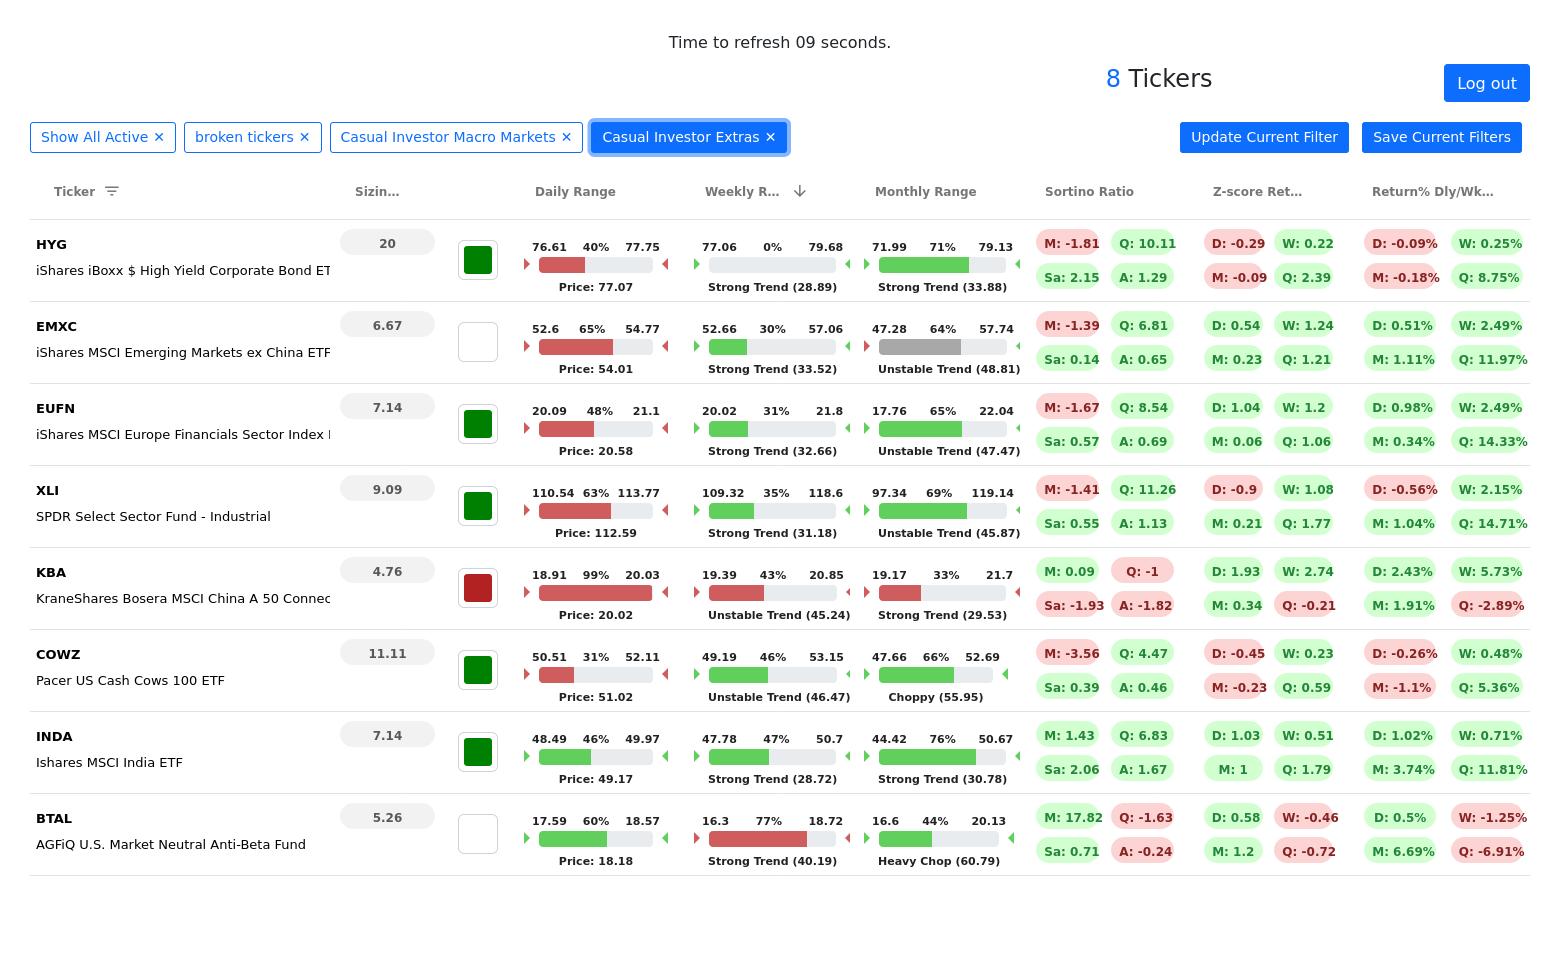 Time to refresh 09 seconds.
8 Tickers
Log out
Show All Active ✕ broken tickers ✕ Casual Investor Macro Markets ✕ Casual Investor Extras ✕ Update Current Filter Save Current Filters
Ticker Sizin… Daily Range Weekly R… Monthly Range Sortino Ratio Z-score Ret… Return% Dly/Wk…
HYG 20 76.61 40% 77.75 77.06 0% 79.68 71.99 71% 79.13 M: -1.81 Q: 10.11 D: -0.29 W: 0.22 D: -0.09% W: 0.25%
iShares iBoxx $ High Yield Corporate Bond ET Sa: 2.15 A: 1.29 M: -0.09 Q: 2.39 M: -0.18% Q: 8.75%
Price: 77.07 Strong Trend (28.89) Strong Trend (33.88)
EMXC 6.67 52.6 65% 54.77 52.66 30% 57.06 47.28 64% 57.74 M: -1.39 Q: 6.81 D: 0.54 W: 1.24 D: 0.51% W: 2.49%
iShares MSCI Emerging Markets ex China ETF Sa: 0.14 A: 0.65 M: 0.23 Q: 1.21 M: 1.11% Q: 11.97%
Price: 54.01 Strong Trend (33.52) Unstable Trend (48.81)
EUFN 7.14 20.09 48% 21.1 20.02 31% 21.8 17.76 65% 22.04 M: -1.67 Q: 8.54 D: 1.04 W: 1.2 D: 0.98% W: 2.49%
iShares MSCI Europe Financials Sector Index Sa: 0.57 A: 0.69 M: 0.06 Q: 1.06 M: 0.34% Q: 14.33%
Price: 20.58 Strong Trend (32.66) Unstable Trend (47.47)
XLI 9.09 110.54 63% 113.77 109.32 35% 118.6 97.34 69% 119.14 M: -1.41 Q: 11.26 D: -0.9 W: 1.08 D: -0.56% W: 2.15%
SPDR Select Sector Fund - Industrial Sa: 0.55 A: 1.13 M: 0.21 Q: 1.77 M: 1.04% Q: 14.71%
Price: 112.59 Strong Trend (31.18) Unstable Trend (45.87)
KBA 4.76 18.91 99% 20.03 19.39 43% 20.85 19.17 33% 21.7 M: 0.09 Q: -1 D: 1.93 W: 2.74 D: 2.43% W: 5.73%
KraneShares Bosera MSCI China A 50 Connec Sa: -1.93 A: -1.82 M: 0.34 Q: -0.21 M: 1.91% Q: -2.89%
Price: 20.02 Unstable Trend (45.24) Strong Trend (29.53)
COWZ 11.11 50.51 31% 52.11 49.19 46% 53.15 47.66 66% 52.69 M: -3.56 Q: 4.47 D: -0.45 W: 0.23 D: -0.26% W: 0.48%
Pacer US Cash Cows 100 ETF Sa: 0.39 A: 0.46 M: -0.23 Q: 0.59 M: -1.1% Q: 5.36%
Price: 51.02 Unstable Trend (46.47) Choppy (55.95)
INDA 7.14 48.49 46% 49.97 47.78 47% 50.7 44.42 76% 50.67 M: 1.43 Q: 6.83 D: 1.03 W: 0.51 D: 1.02% W: 0.71%
Ishares MSCI India ETF Sa: 2.06 A: 1.67 M: 1 Q: 1.79 M: 3.74% Q: 11.81%
Price: 49.17 Strong Trend (28.72) Strong Trend (30.78)
BTAL 5.26 17.59 60% 18.57 16.3 77% 18.72 16.6 44% 20.13 M: 17.82 Q: -1.63 D: 0.58 W: -0.46 D: 0.5% W: -1.25%
AGFiQ U.S. Market Neutral Anti-Beta Fund Sa: 0.71 A: -0.24 M: 1.2 Q: -0.72 M: 6.69% Q: -6.91%
Price: 18.18 Strong Trend (40.19) Heavy Chop (60.79)